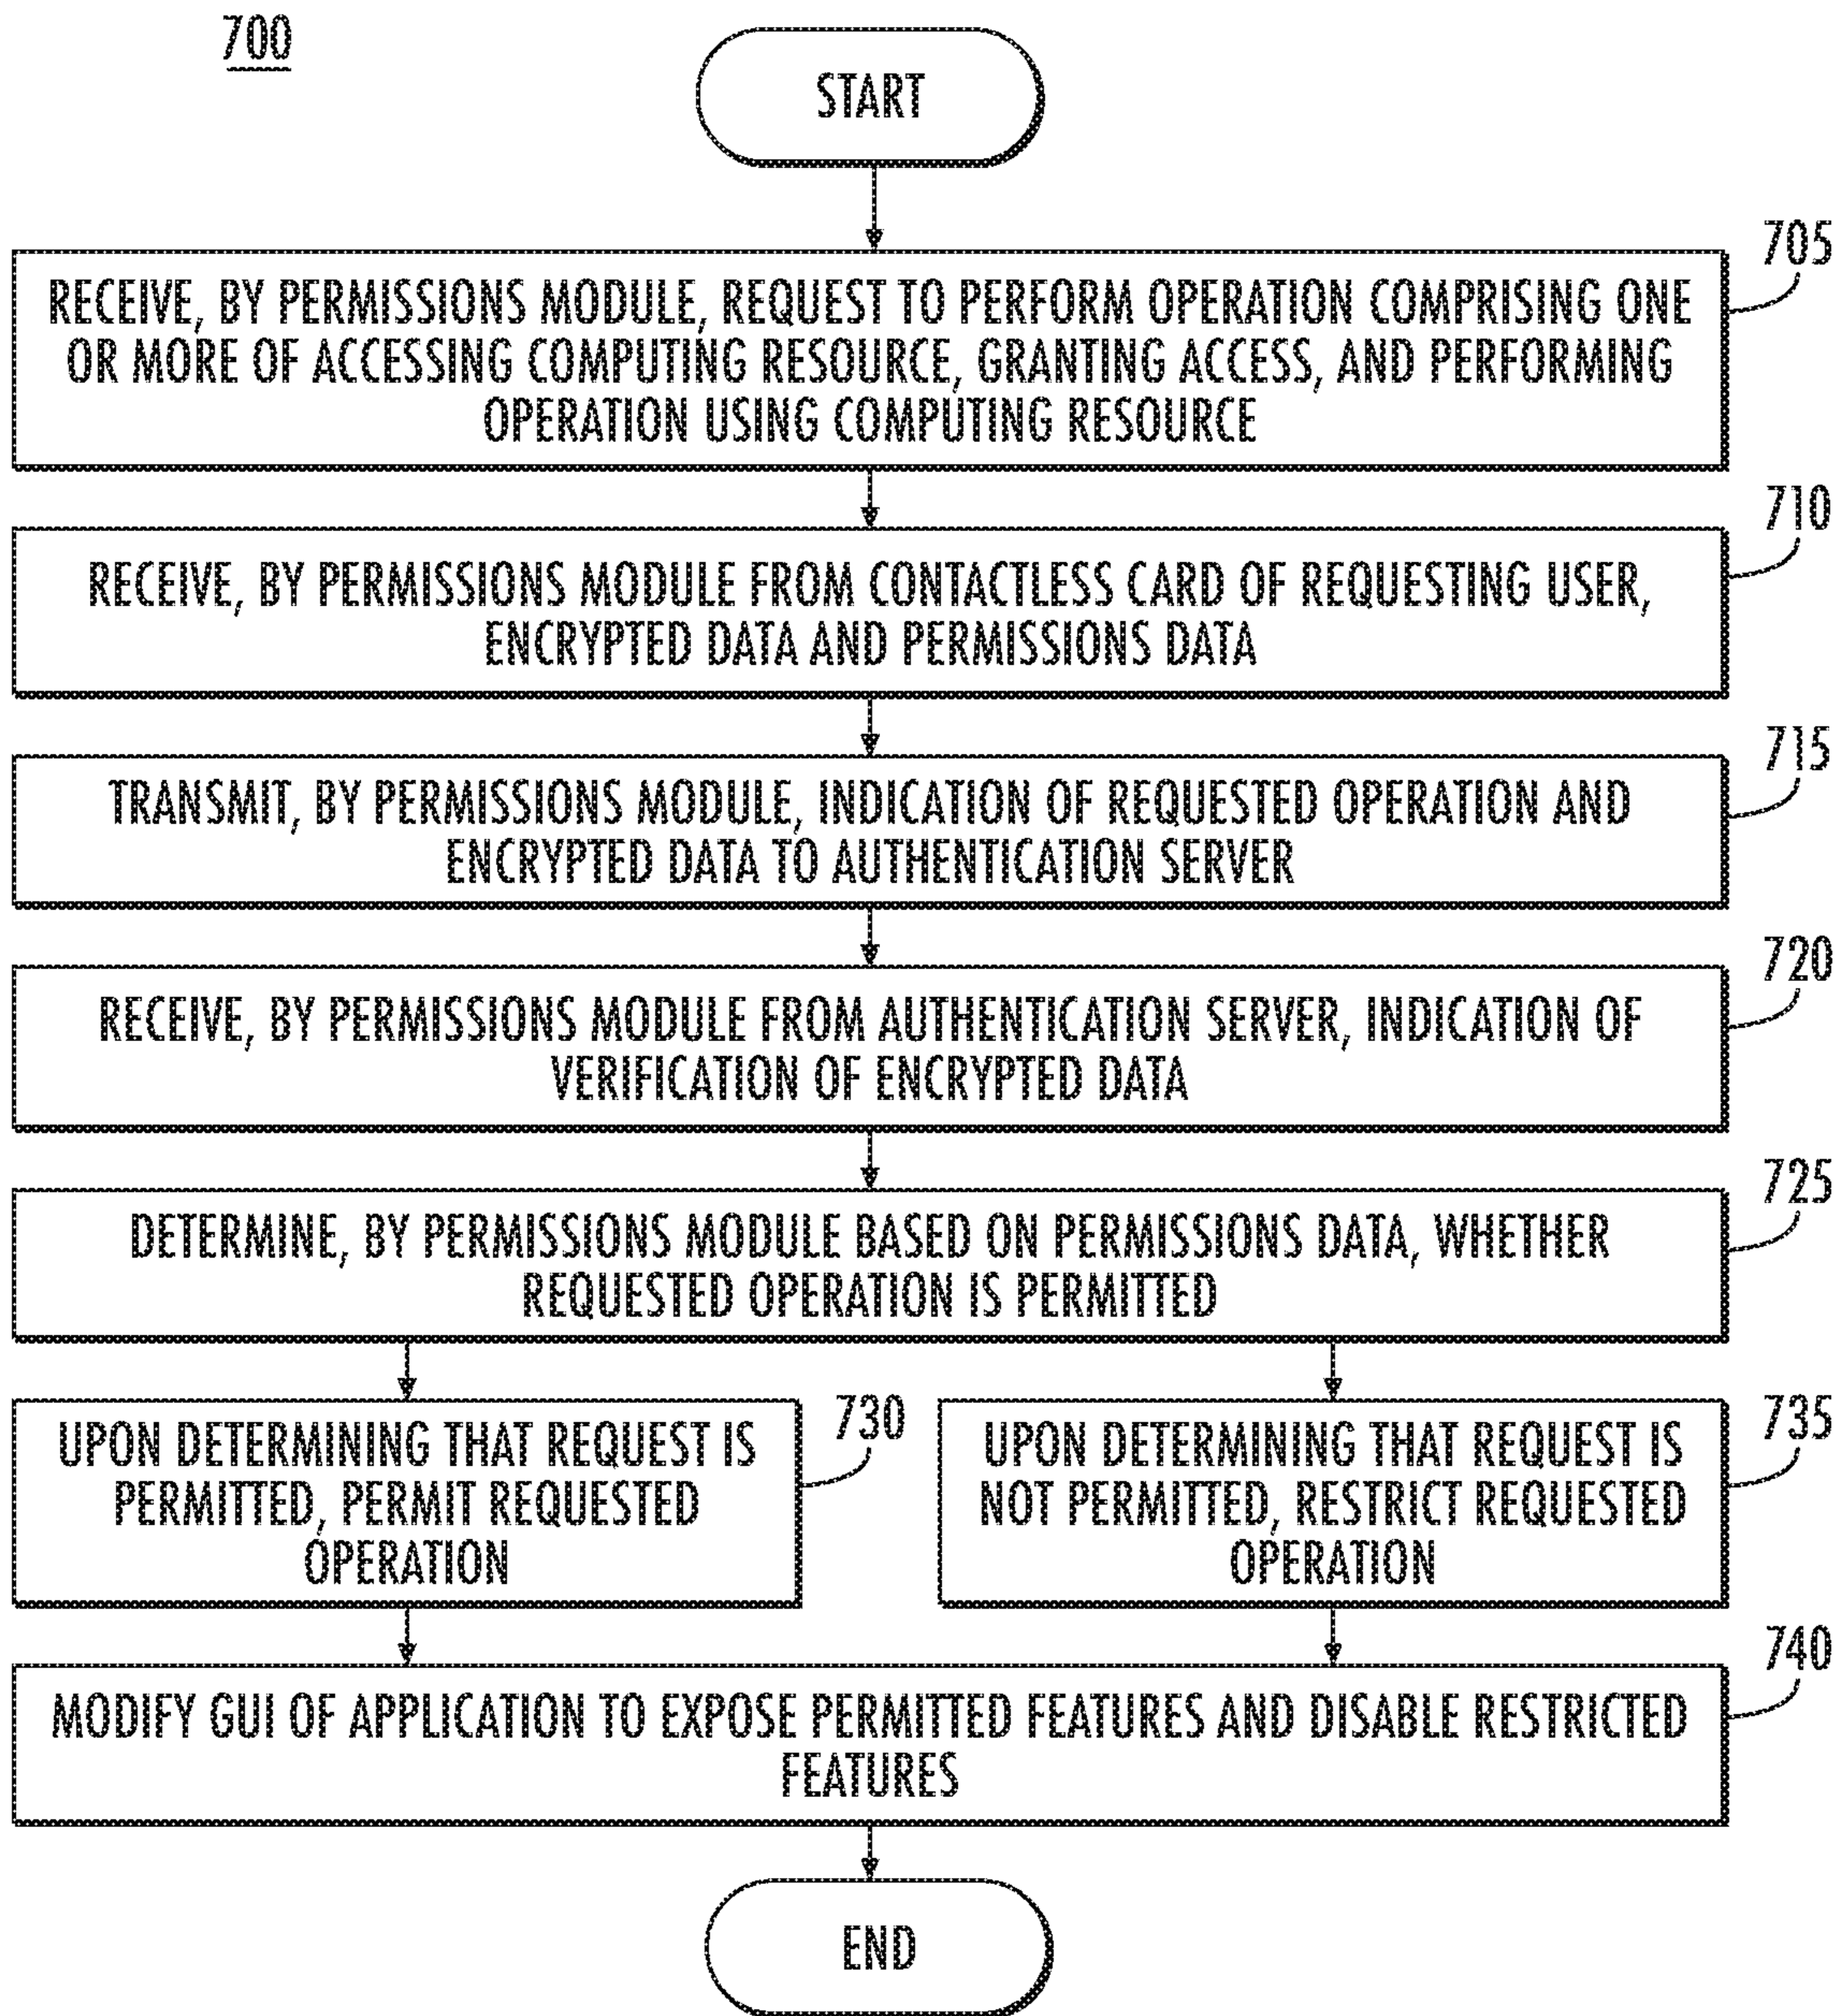 700
START
705
RECEIVE, BY PERMISSIONS MODULE, REQUEST TO PERFORM OPERATION COMPRISING ONE
OR MORE OF ACCESSING COMPUTING RESOURCE, GRANTING ACCESS, AND PERFORMING
OPERATION USING COMPUTING RESOURCE
710
RECEIVE, BY PERMISSIONS MODULE FROM CONTACTLESS CARD OF REQUESTING USER,
ENCRYPTED DATA AND PERMISSIONS DATA
715
TRANSMIT, BY PERMISSIONS MODULE, INDICATION OF REQUESTED OPERATION AND
ENCRYPTED DATA TO AUTHENTICATION SERVER
720
RECEIVE, BY PERMISSIONS MODULE FROM AUTHENTICATION SERVER, INDICATION OF
VERIFICATION OF ENCRYPTED DATA
725
DETERMINE, BY PERMISSIONS MODULE BASED ON PERMISSIONS DATA, WHETHER
REQUESTED OPERATION IS PERMITTED
730
UPON DETERMINING THAT REQUEST IS
PERMITTED, PERMIT REQUESTED
OPERATION
735
UPON DETERMINING THAT REQUEST IS
NOT PERMITTED, RESTRICT REQUESTED
OPERATION
740
MODIFY GUI OF APPLICATION TO EXPOSE PERMITTED FEATURES AND DISABLE RESTRICTED
FEATURES
END